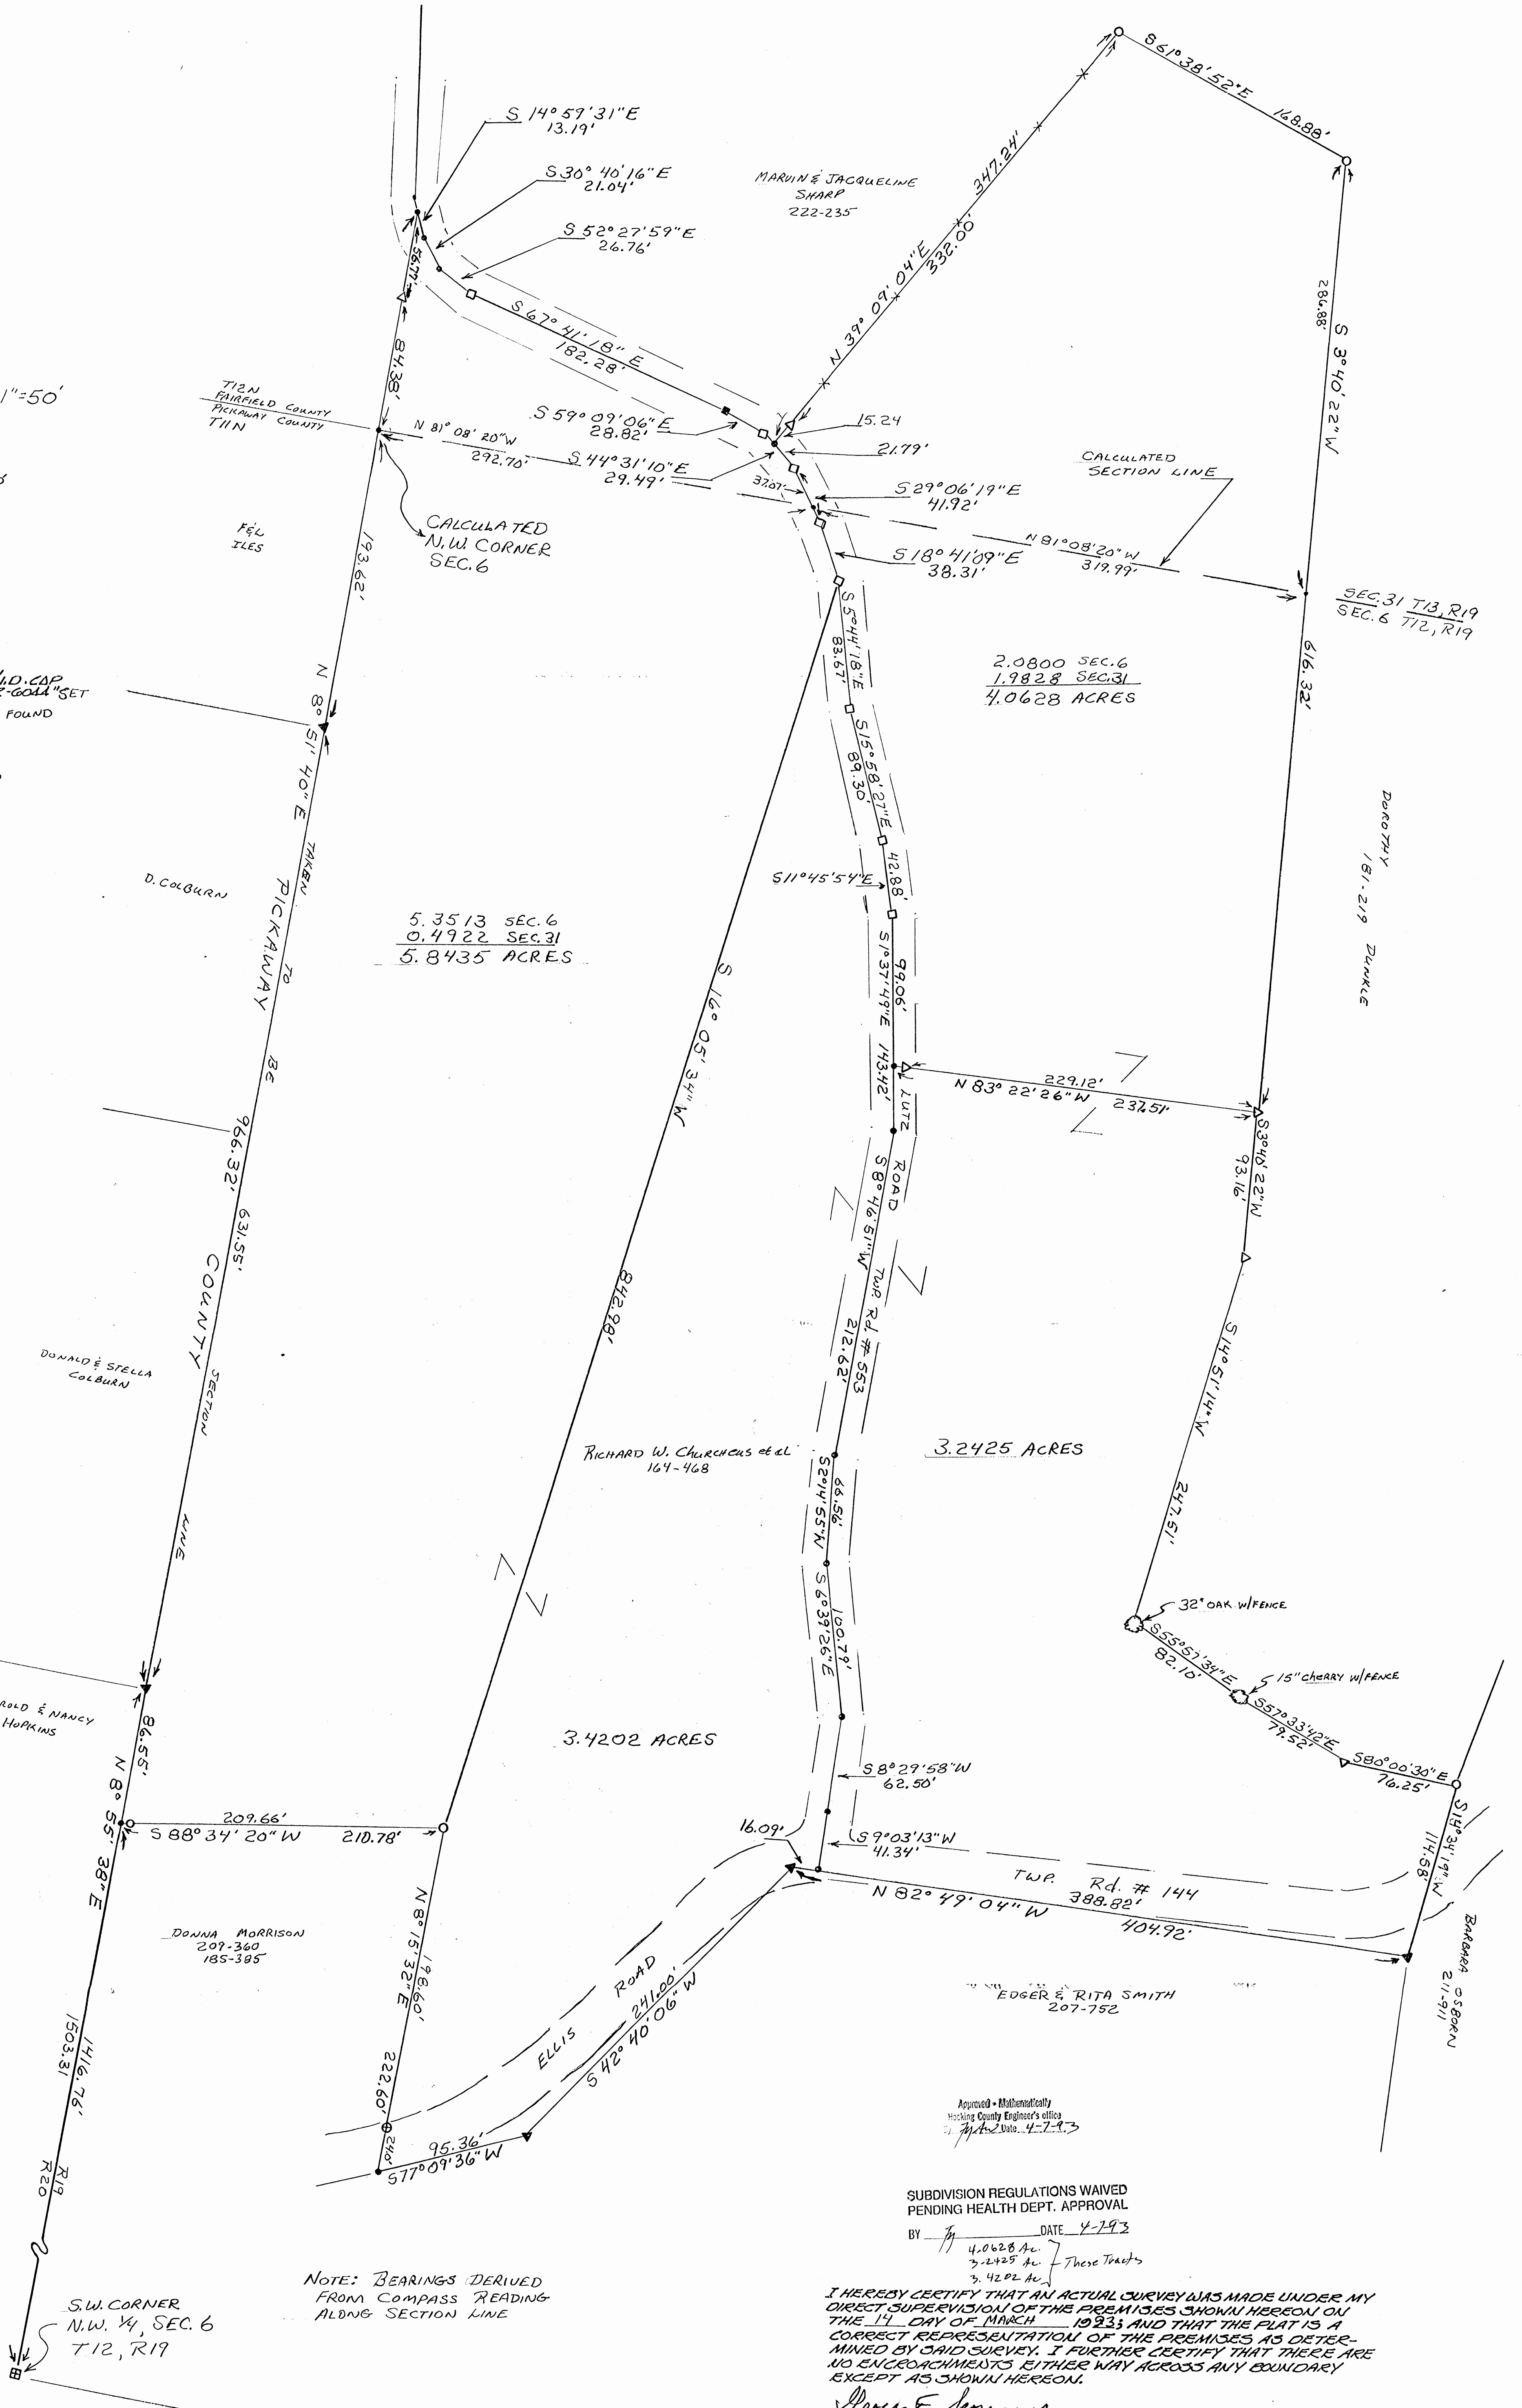 S 14° 59' 31" E
13.19'
S 30° 40' 16" E
21.04'
S 52° 27' 59" E
26.76'
MARVIN & JACQUELINE
SHARP
222-235
S 61° 38' 52" E
168.88'
347.24'
N 39° 09' 04" E
332.00'
56.77'
84.38'
S 67° 41' 18" E
182.28'
286.88'
S 3° 40' 22" W
1"=50'
T12N
FAIRFIELD COUNTY
PICKAWAY COUNTY
T11N
N 81° 08' 20" W
292.70'
S 59° 09' 06" E
28.82'
S 44° 31' 10" E
29.49'
15.24
21.79'
37.07'
S 29° 06' 19" E
41.92'
CALCULATED
SECTION LINE
F&L
ILES
CALCULATED
N.W. CORNER
SEC. 6
193.62'
S 18° 41' 09" E
38.31'
N 81° 08' 20" W
319.99'
SEC. 31 T13, R19
SEC. 6 T12, R19
I.D. CAP
-6044" SET
FOUND
N 8° 51' 40" E
TAKEN TO BE
PICKAWAY COUNTY
SECTION LINE
S 5° 44' 18" E
83.67'
2.0800 SEC. 6
1.9828 SEC. 31
4.0628 ACRES
616.32'
S 15° 58' 27" E
89.30'
DOROTHY DUNKLE
181-219
D. COLBURN
5.3513 SEC. 6
0.4922 SEC. 31
5.8435 ACRES
S 11° 45' 54" E
42.88'
S 1° 37' 49" E 143.42'
99.06'
S 16° 05' 34" W
842.98'
229.12'
N 83° 22' 26" W 237.51'
LUTZ ROAD
TWP. Rd. # 553
S 8° 46' 51" W
212.62'
966.32'
631.55'
S 3° 40' 22" W
93.16'
DONALD & STELLA
COLBURN
S 14° 51' 14" W
247.51'
RICHARD W. CHURCHEUS et al
164-468
3.2425 ACRES
66.56'
S 2° 14' 55" W
S 6° 39' 26" E
100.79'
32" OAK W/FENCE
S 55° 57' 34" E
82.10'
15" CHERRY W/FENCE
S 57° 33' 42" E
79.52'
S 80° 00' 30" E
76.25'
ROLD & NANCY
HOPKINS
86.55'
3.4202 ACRES
S 8° 29' 58" W
62.50'
209.66'
S 88° 34' 20" W 210.78'
16.09'
S 9° 03' 13" W
41.34'
TWP. Rd. # 144
N 82° 49' 04" W 388.82'
404.92'
S 14° 34' 19" W
114.58'
BARBARA OSBORN
211-911
N 8° 55' 38" E
DONNA MORRISON
209-360
185-385
N 8° 15' 32" E
198.60'
222.60'
24.0'
ELLIS ROAD
241.00'
S 42° 40' 06" W
EDGER & RITA SMITH
207-752
95.36'
S 77° 09' 36" W
1416.76'
1503.31
R19
R20
Approved - Mathematically
Hocking County Engineer's office
Date 4-7-93
SUBDIVISION REGULATIONS WAIVED
PENDING HEALTH DEPT. APPROVAL
BY DATE 4-7-93
4.0628 Ac.
3.2425 Ac. These Tracts
3.4202 Ac.
NOTE: BEARINGS DERIVED
FROM COMPASS READING
ALONG SECTION LINE
S.W. CORNER
N.W. 1/4, SEC. 6
T12, R19
I HEREBY CERTIFY THAT AN ACTUAL SURVEY WAS MADE UNDER MY
DIRECT SUPERVISION OF THE PREMISES SHOWN HEREON ON
THE 14 DAY OF MARCH 1993; AND THAT THE PLAT IS A
CORRECT REPRESENTATION OF THE PREMISES AS DETER-
MINED BY SAID SURVEY. I FURTHER CERTIFY THAT THERE ARE
NO ENCROACHMENTS EITHER WAY ACROSS ANY BOUNDARY
EXCEPT AS SHOWN HEREON.